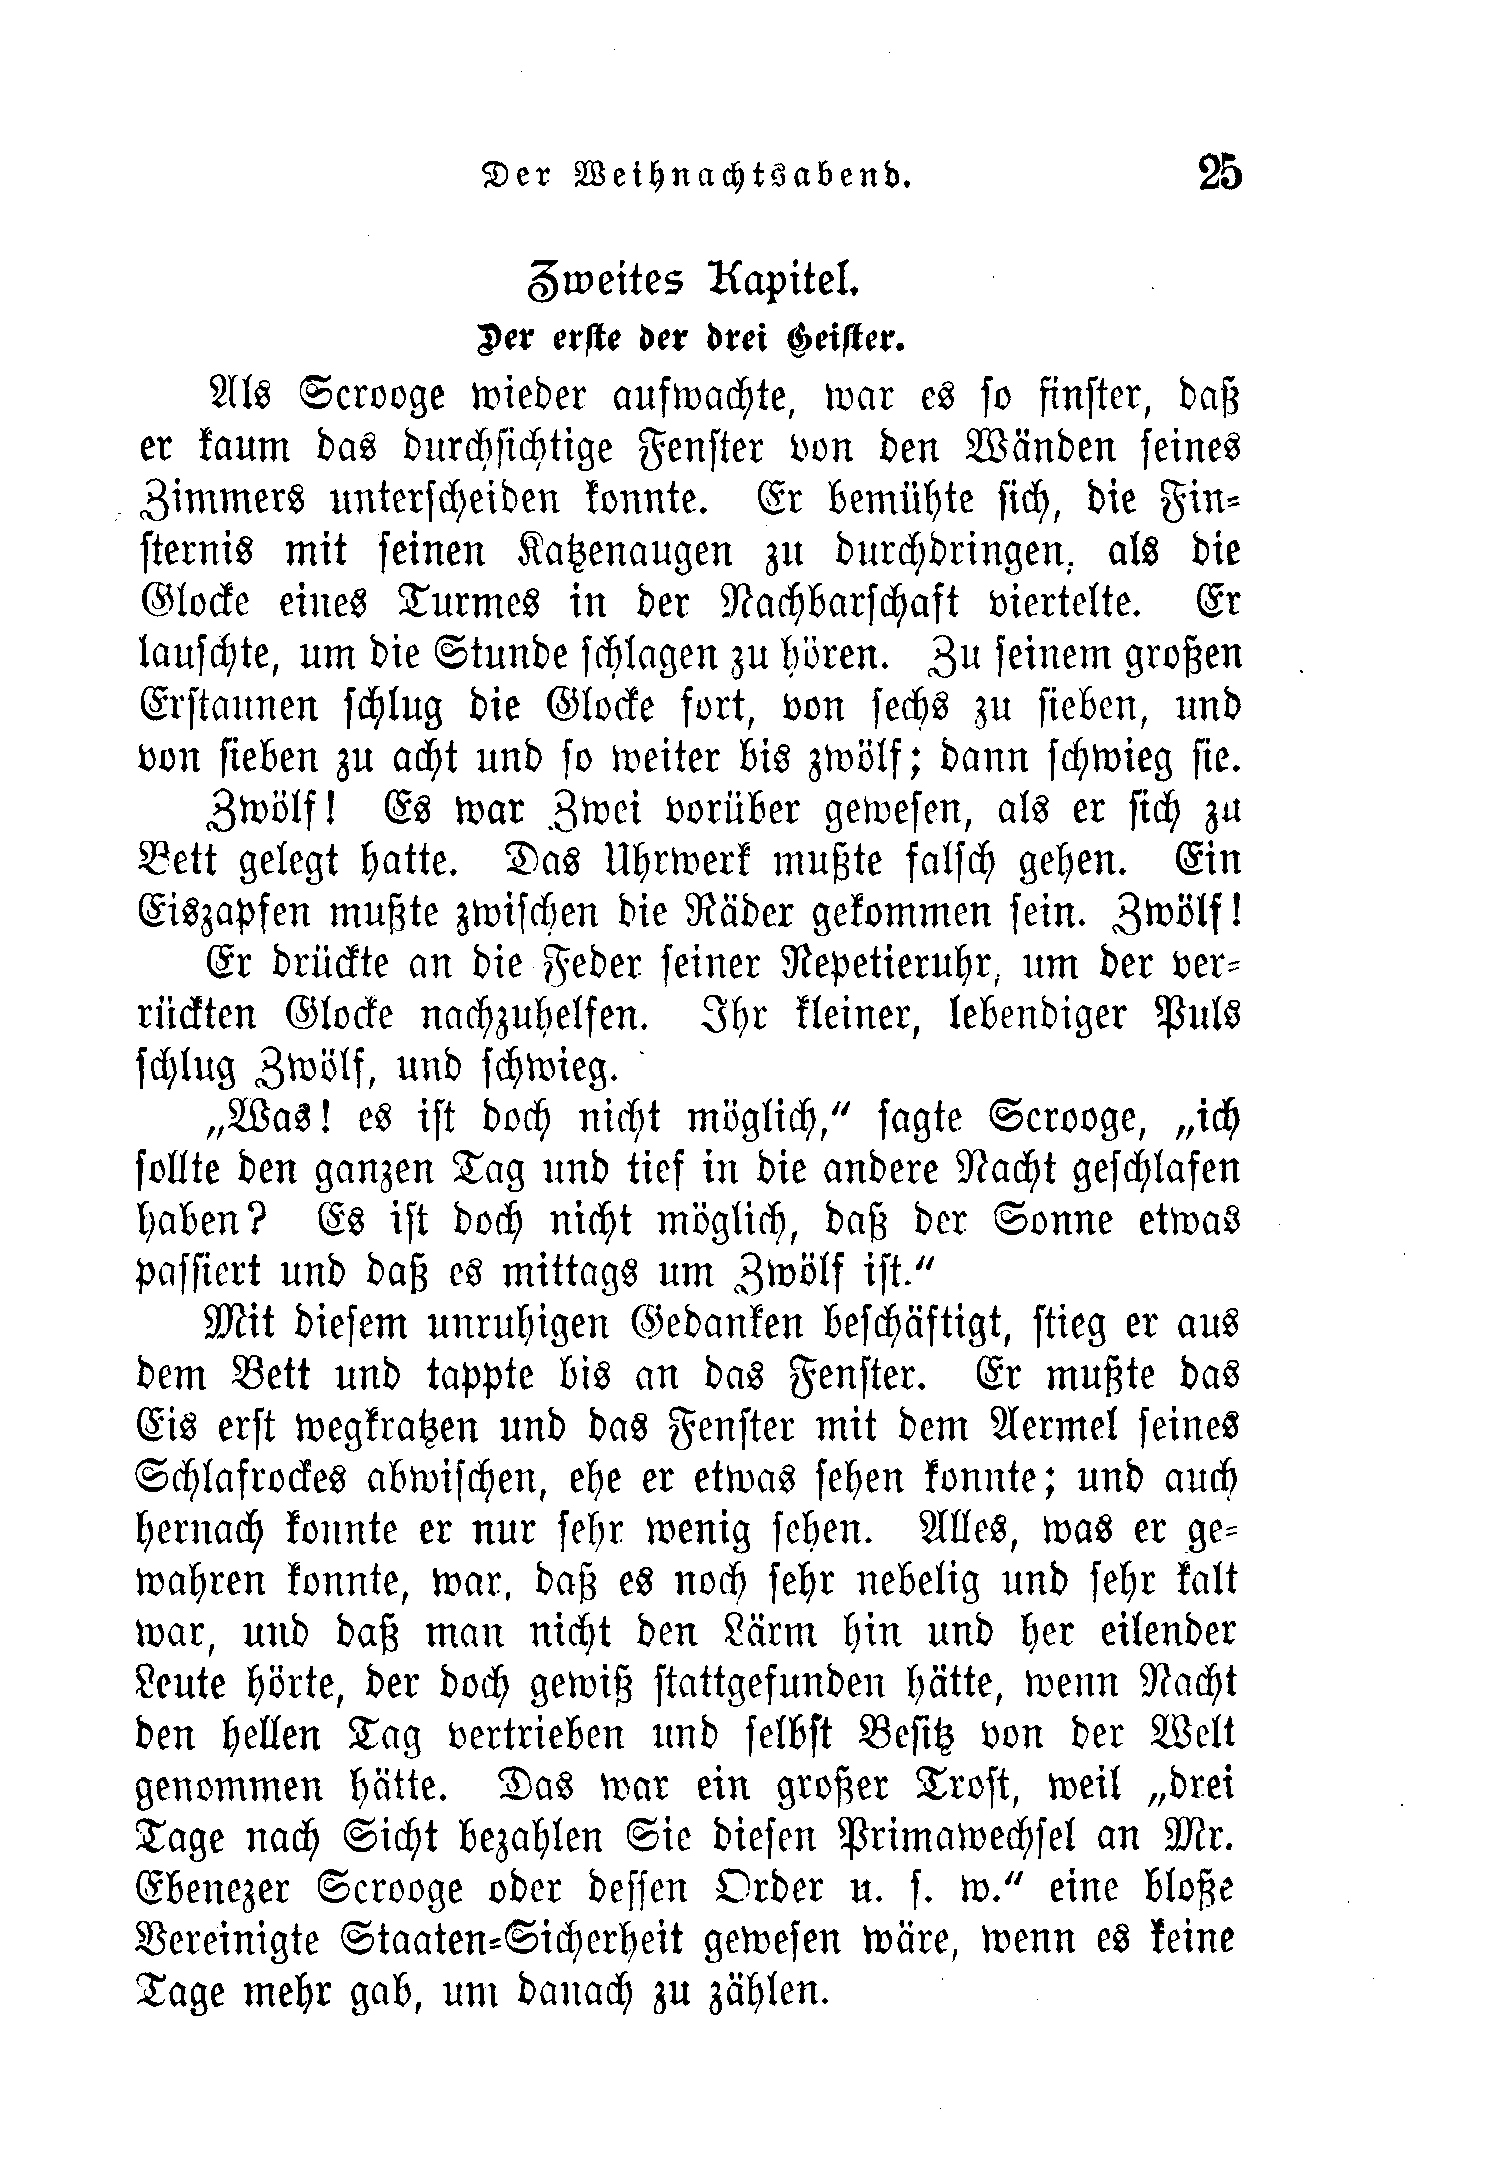 Der Weihnachtsabend. 25
Zweites Kapitel.
Der erste der drei Geister.
Als Scrooge wieder aufwachte, war es so finster, daß
er kaum das durchsichtige Fenster von den Wänden seines
Zimmers unterscheiden konnte. Er bemühte sich, die Fin-
sternis mit seinen Katzenaugen zu durchdringen, als die
Glocke eines Turmes in der Nachbarschaft viertelte. Er
lauschte, um die Stunde schlagen zu hören. Zu seinem großen
Erstaunen schlug die Glocke fort, von sechs zu sieben, und
von sieben zu acht und so weiter bis zwölf; dann schwieg sie.
Zwölf! Es war Zwei vorüber gewesen, als er sich zu
Bett gelegt hatte. Das Uhrwerk mußte falsch gehen. Ein
Eiszapfen mußte zwischen die Räder gekommen sein. Zwölf!
Er drückte an die Feder seiner Repetieruhr, um der ver-
rückten Glocke nachzuhelfen. Ihr kleiner, lebendiger Puls
schlug Zwölf, und schwieg.
„Was! es ist doch nicht möglich,“ sagte Scrooge, „ich
sollte den ganzen Tag und tief in die andere Nacht geschlafen
haben? Es ist doch nicht möglich, daß der Sonne etwas
passiert und daß es mittags um Zwölf ist.“
Mit diesem unruhigen Gedanken beschäftigt, stieg er aus
dem Bett und tappte bis an das Fenster. Er mußte das
Eis erst wegkratzen und das Fenster mit dem Aermel seines
Schlafrockes abwischen, ehe er etwas sehen konnte; und auch
hernach konnte er nur sehr wenig sehen. Alles, was er ge-
wahren konnte, war, daß es noch sehr nebelig und sehr kalt
war, und daß man nicht den Lärm hin und her eilender
Leute hörte, der doch gewiß stattgefunden hätte, wenn Nacht
den hellen Tag vertrieben und selbst Besitz von der Welt
genommen hätte. Das war ein großer Trost, weil „drei
Tage nach Sicht bezahlen Sie diesen Primawechsel an Mr.
Ebenezer Scrooge oder dessen Order u. s. w.“ eine bloße
Vereinigte Staaten-Sicherheit gewesen wäre, wenn es keine
Tage mehr gab, um danach zu zählen.